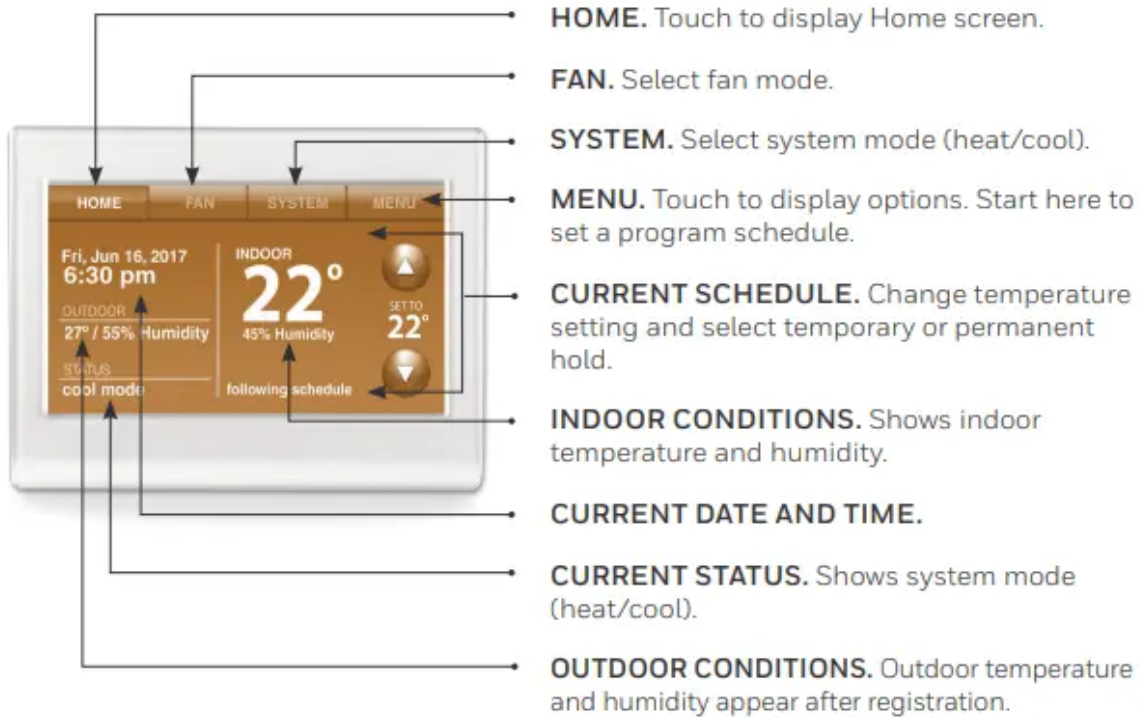 HOME. Touch to display Home screen.
FAN. Select fan mode.
SYSTEM. Select system mode (heat/cool).
MENU. Touch to display options. Start here to
set a program schedule.
CURRENT SCHEDULE. Change temperature
setting and select temporary or permanent
hold.
INDOOR CONDITIONS. Shows indoor
temperature and humidity.
CURRENT DATE AND TIME.
CURRENT STATUS. Shows system mode
(heat/cool).
OUTDOOR CONDITIONS. Outdoor temperature
and humidity appear after registration.
HOME
FAN
SYSTEM
MENU
Fri, Jun 16, 2017
6:30 pm
OUTDOOR
27° / 55% Humidity
STATUS
cool mode
INDOOR
22°
45% Humidity
following schedule
SET TO
22°